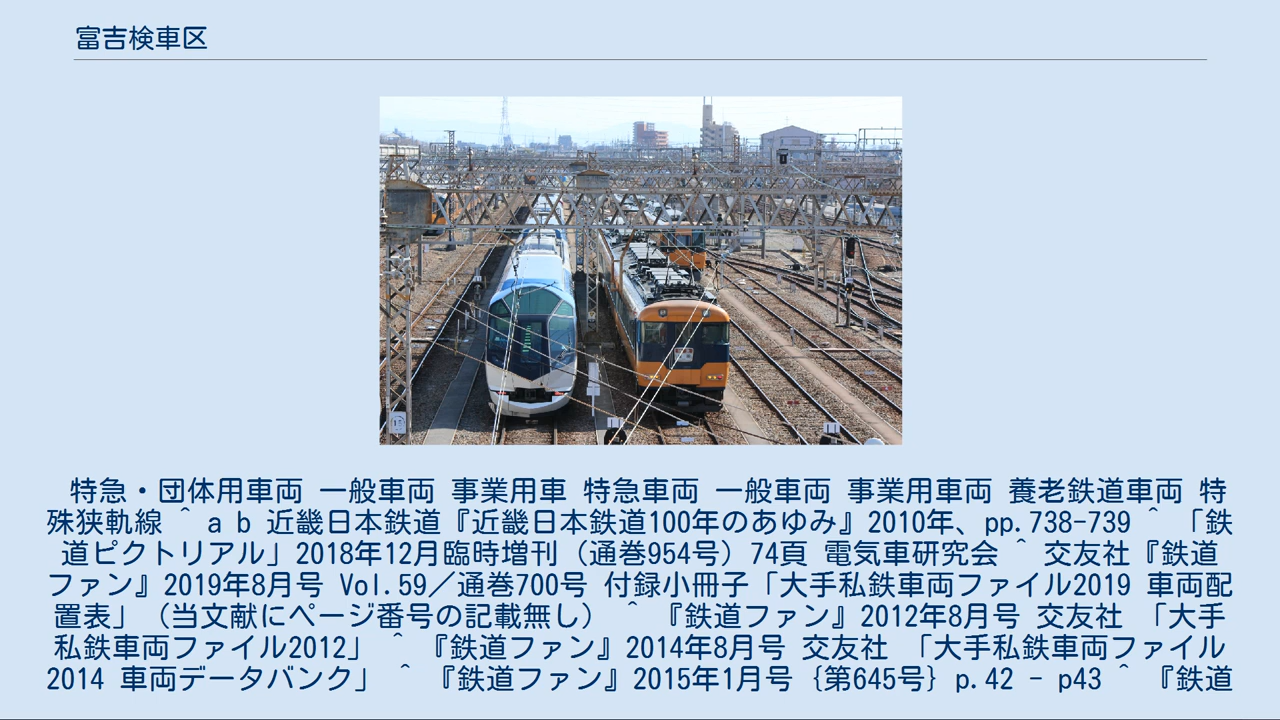 富吉検車区
特急・団体用車両 一般車両 事業用車 特急車両 一般車両 事業用車両 養老鉄道車両 特
殊狭軌線 ^ a b 近畿日本鉄道『近畿日本鉄道100年のあゆみ』2010年、pp.738-739 ^ 「鉄
道ピクトリアル」2018年12月臨時増刊（通巻954号）74頁 電気車研究会 ^ 交友社『鉄道
ファン』2019年8月号 Vol.59／通巻700号 付録小冊子「大手私鉄車両ファイル2019 車両配
置表」（当文献にページ番号の記載無し） ^ 『鉄道ファン』2012年8月号 交友社 「大手
私鉄車両ファイル2012」 ^ 『鉄道ファン』2014年8月号 交友社 「大手私鉄車両ファイル
2014 車両データバンク」 ^ 『鉄道ファン』2015年1月号 {第645号} p.42 - p43 ^ 『鉄道